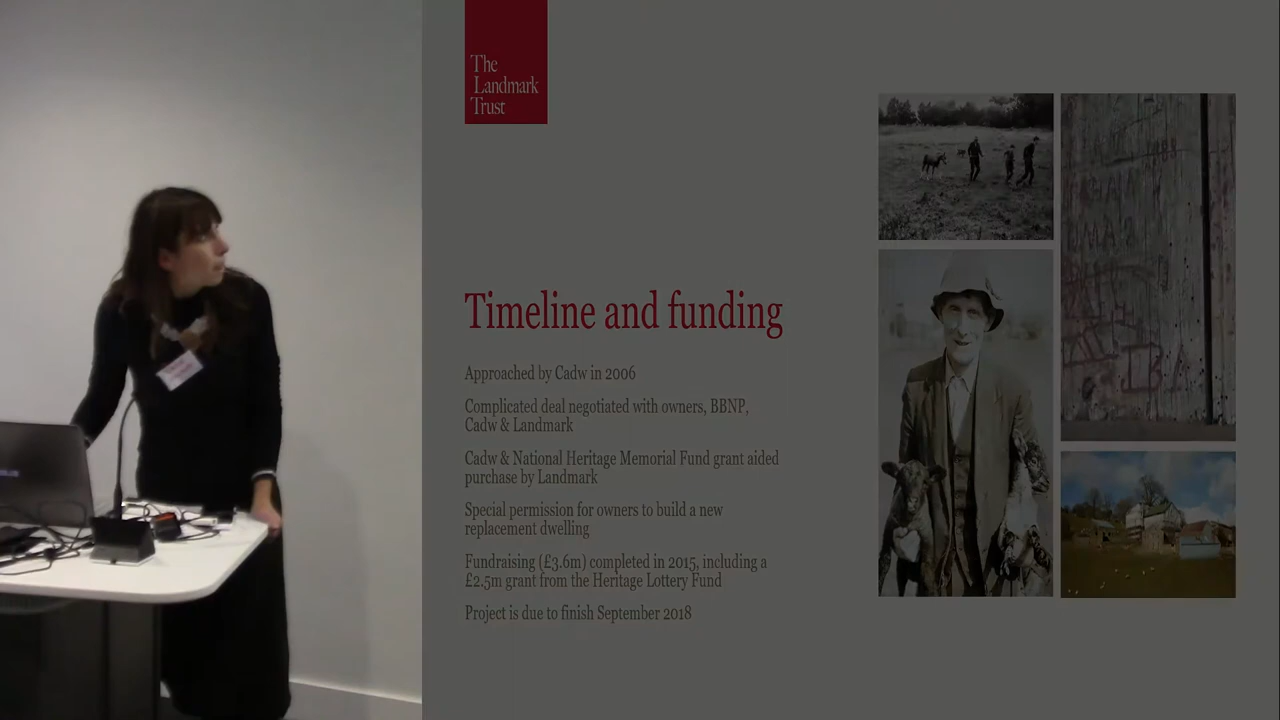 The
Landmark
Trust
Timeline and funding
Approached by Cadw in 2006
Complicated deal negotiated with owners, BBNP,
Cadw & Landmark
Cadw & National Heritage Memorial Fund grant aided
purchase by Landmark
Special permission for owners to build a new
replacement dwelling
Fundraising (£3.6m) completed in 2015, including a
£2.5m grant from the Heritage Lottery Fund
Project is due to finish September 2018